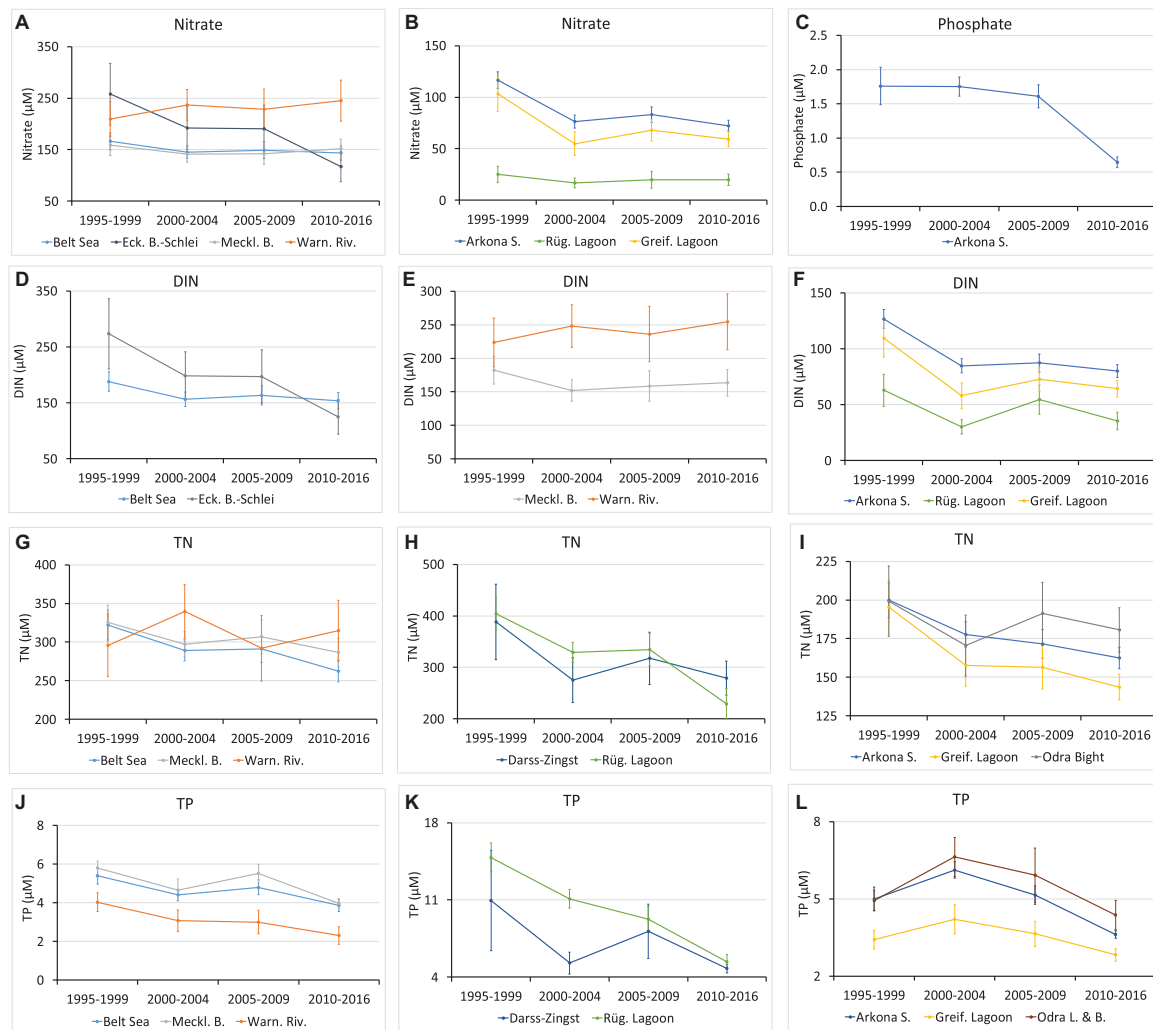 A Nitrate
350
250
150
50
Nitrate (µM)
1995-1999 2000-2004 2005-2009 2010-2016
Belt Sea Eck. B.-Schlei Meckl. B. Warn. Riv.
B Nitrate
150
100
50
0
Nitrate (µM)
1995-1999 2000-2004 2005-2009 2010-2016
Arkona S. Rüg. Lagoon Greif. Lagoon
C Phosphate
2.5
2.0
1.5
1.0
0.5
0.0
Phosphate (µM)
1995-1999 2000-2004 2005-2009 2010-2016
Arkona S.
D DIN
350
250
150
50
DIN (µM)
1995-1999 2000-2004 2005-2009 2010-2016
Belt Sea Eck. B.-Schlei
E DIN
300
250
200
150
100
50
DIN (µM)
1995-1999 2000-2004 2005-2009 2010-2016
Meckl. B. Warn. Riv.
F DIN
150
100
50
0
DIN (µM)
1995-1999 2000-2004 2005-2009 2010-2016
Arkona S. Rüg. Lagoon Greif. Lagoon
G TN
400
350
300
250
200
TN (µM)
1995-1999 2000-2004 2005-2009 2010-2016
Belt Sea Meckl. B. Warn. Riv.
H TN
500
400
300
200
TN (µM)
1995-1999 2000-2004 2005-2009 2010-2016
Darss-Zingst Rüg. Lagoon
I TN
225
200
175
150
125
TN (µM)
1995-1999 2000-2004 2005-2009 2010-2016
Arkona S. Greif. Lagoon Odra Bight
J TP
8
6
4
2
0
TP (µM)
1995-1999 2000-2004 2005-2009 2010-2016
Belt Sea Meckl. B. Warn. Riv.
K TP
18
11
4
TP (µM)
1995-1999 2000-2004 2005-2009 2010-2016
Darss-Zingst Rüg. Lagoon
L TP
8
5
2
TP (µM)
1995-1999 2000-2004 2005-2009 2010-2016
Arkona S. Greif. Lagoon Odra L. & B.